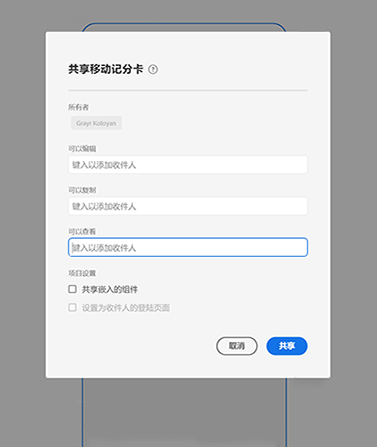 共享移动记分卡 ?
所有者
Grayr Koloyan
可以编辑
键入以添加收件人
可以复制
键入以添加收件人
可以查看
键入以添加收件人
项目设置
共享嵌入的组件
设置为收件人的登陆页面
取消 共享